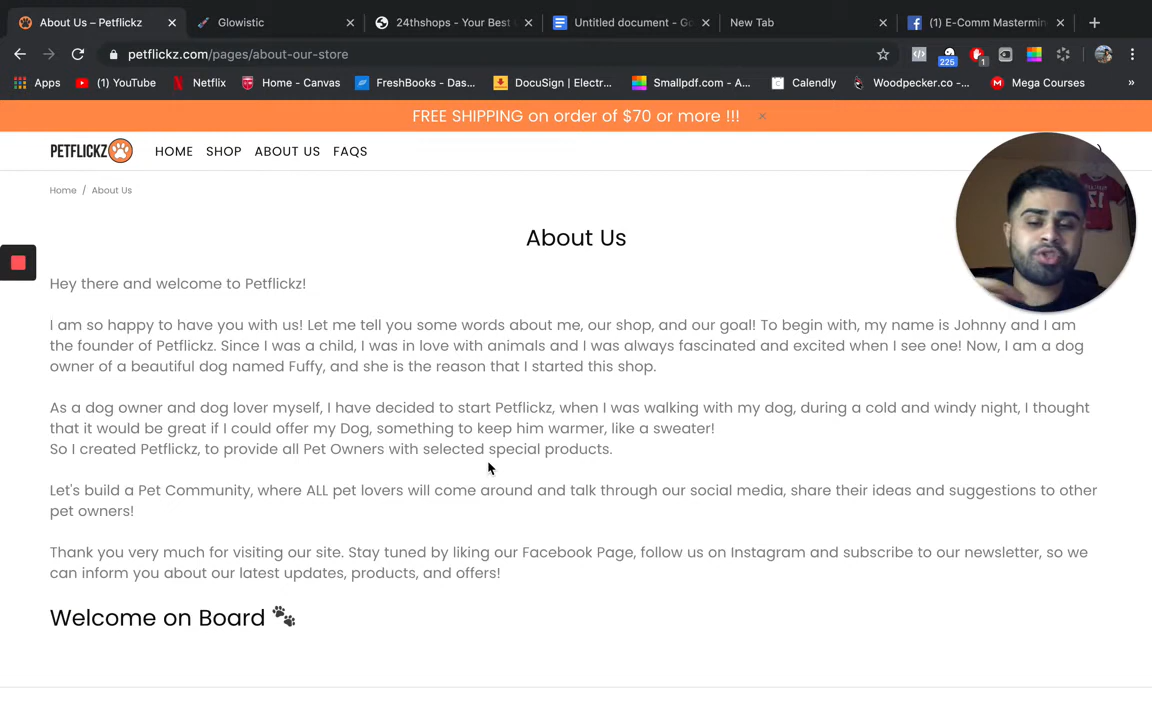 About Us – Petflickz
Glowistic
24thshops - Your Best
Untitled document - Go
New Tab
(1) E-Comm Mastermin
petflickz.com/pages/about-our-store
225
1
Apps
(1) YouTube
Netflix
Home - Canvas
FreshBooks - Das...
DocuSign | Electr...
Smallpdf.com - A...
Calendly
Woodpecker.co -...
Mega Courses
»
FREE SHIPPING on order of $70 or more !!! ×
PETFLICKZ HOME SHOP ABOUT US FAQS
Home / About Us
About Us
Hey there and welcome to Petflickz!
I am so happy to have you with us! Let me tell you some words about me, our shop, and our goal! To begin with, my name is Johnny and I am
the founder of Petflickz. Since I was a child, I was in love with animals and I was always fascinated and excited when I see one! Now, I am a dog
owner of a beautiful dog named Fuffy, and she is the reason that I started this shop.
As a dog owner and dog lover myself, I have decided to start Petflickz, when I was walking with my dog, during a cold and windy night, I thought
that it would be great if I could offer my Dog, something to keep him warmer, like a sweater!
So I created Petflickz, to provide all Pet Owners with selected special products.
Let's build a Pet Community, where ALL pet lovers will come around and talk through our social media, share their ideas and suggestions to other
pet owners!
Thank you very much for visiting our site. Stay tuned by liking our Facebook Page, follow us on Instagram and subscribe to our newsletter, so we
can inform you about our latest updates, products, and offers!
Welcome on Board 🐾